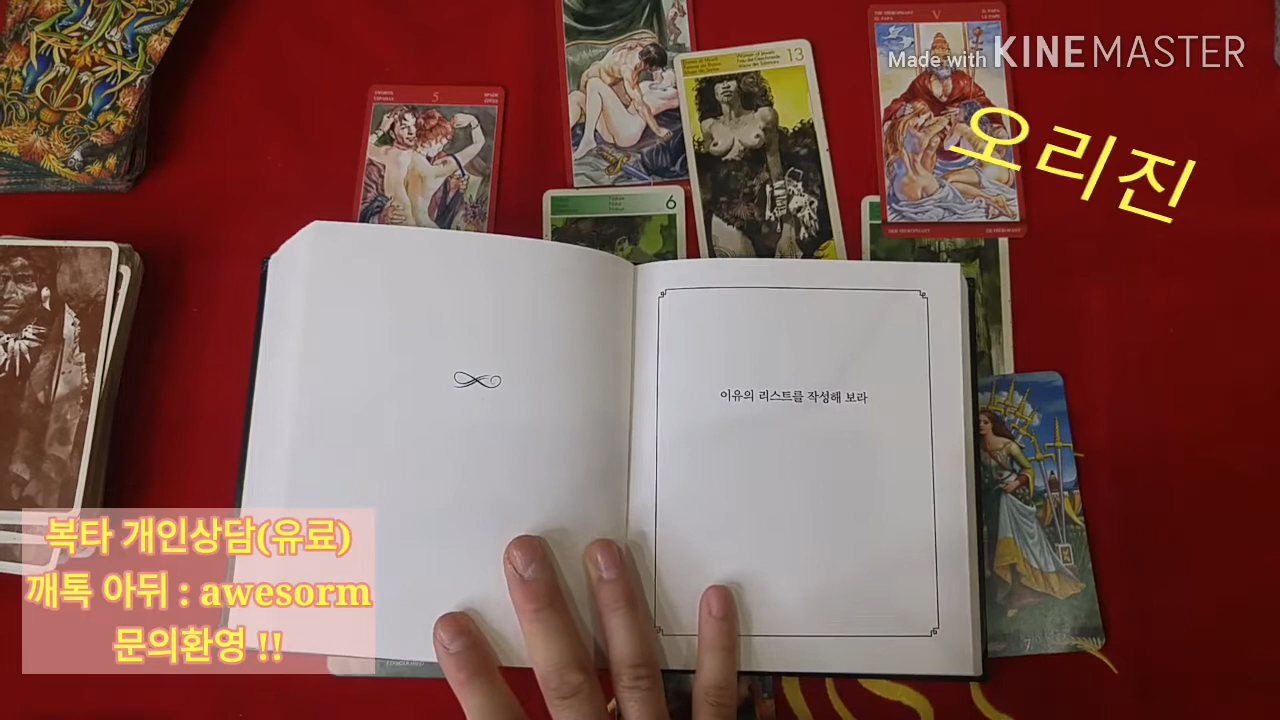 Made with KINEMASTER
오리진
5
13
V
6
이유의 리스트를 작성해 보라
7
복타 개인상담(유료)
깨톡 아뒤 : awesorm
문의환영 !!